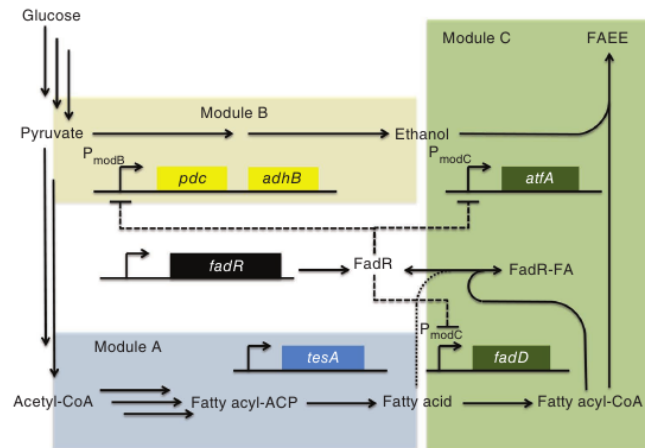 Glucose
Module C
FAEE
Module B
Pyruvate
Ethanol
PmodB
PmodC
pdc
adhB
atfA
fadR
FadR
FadR-FA
PmodC
Module A
tesA
fadD
Acetyl-CoA
Fatty acyl-ACP
Fatty acid
Fatty acyl-CoA